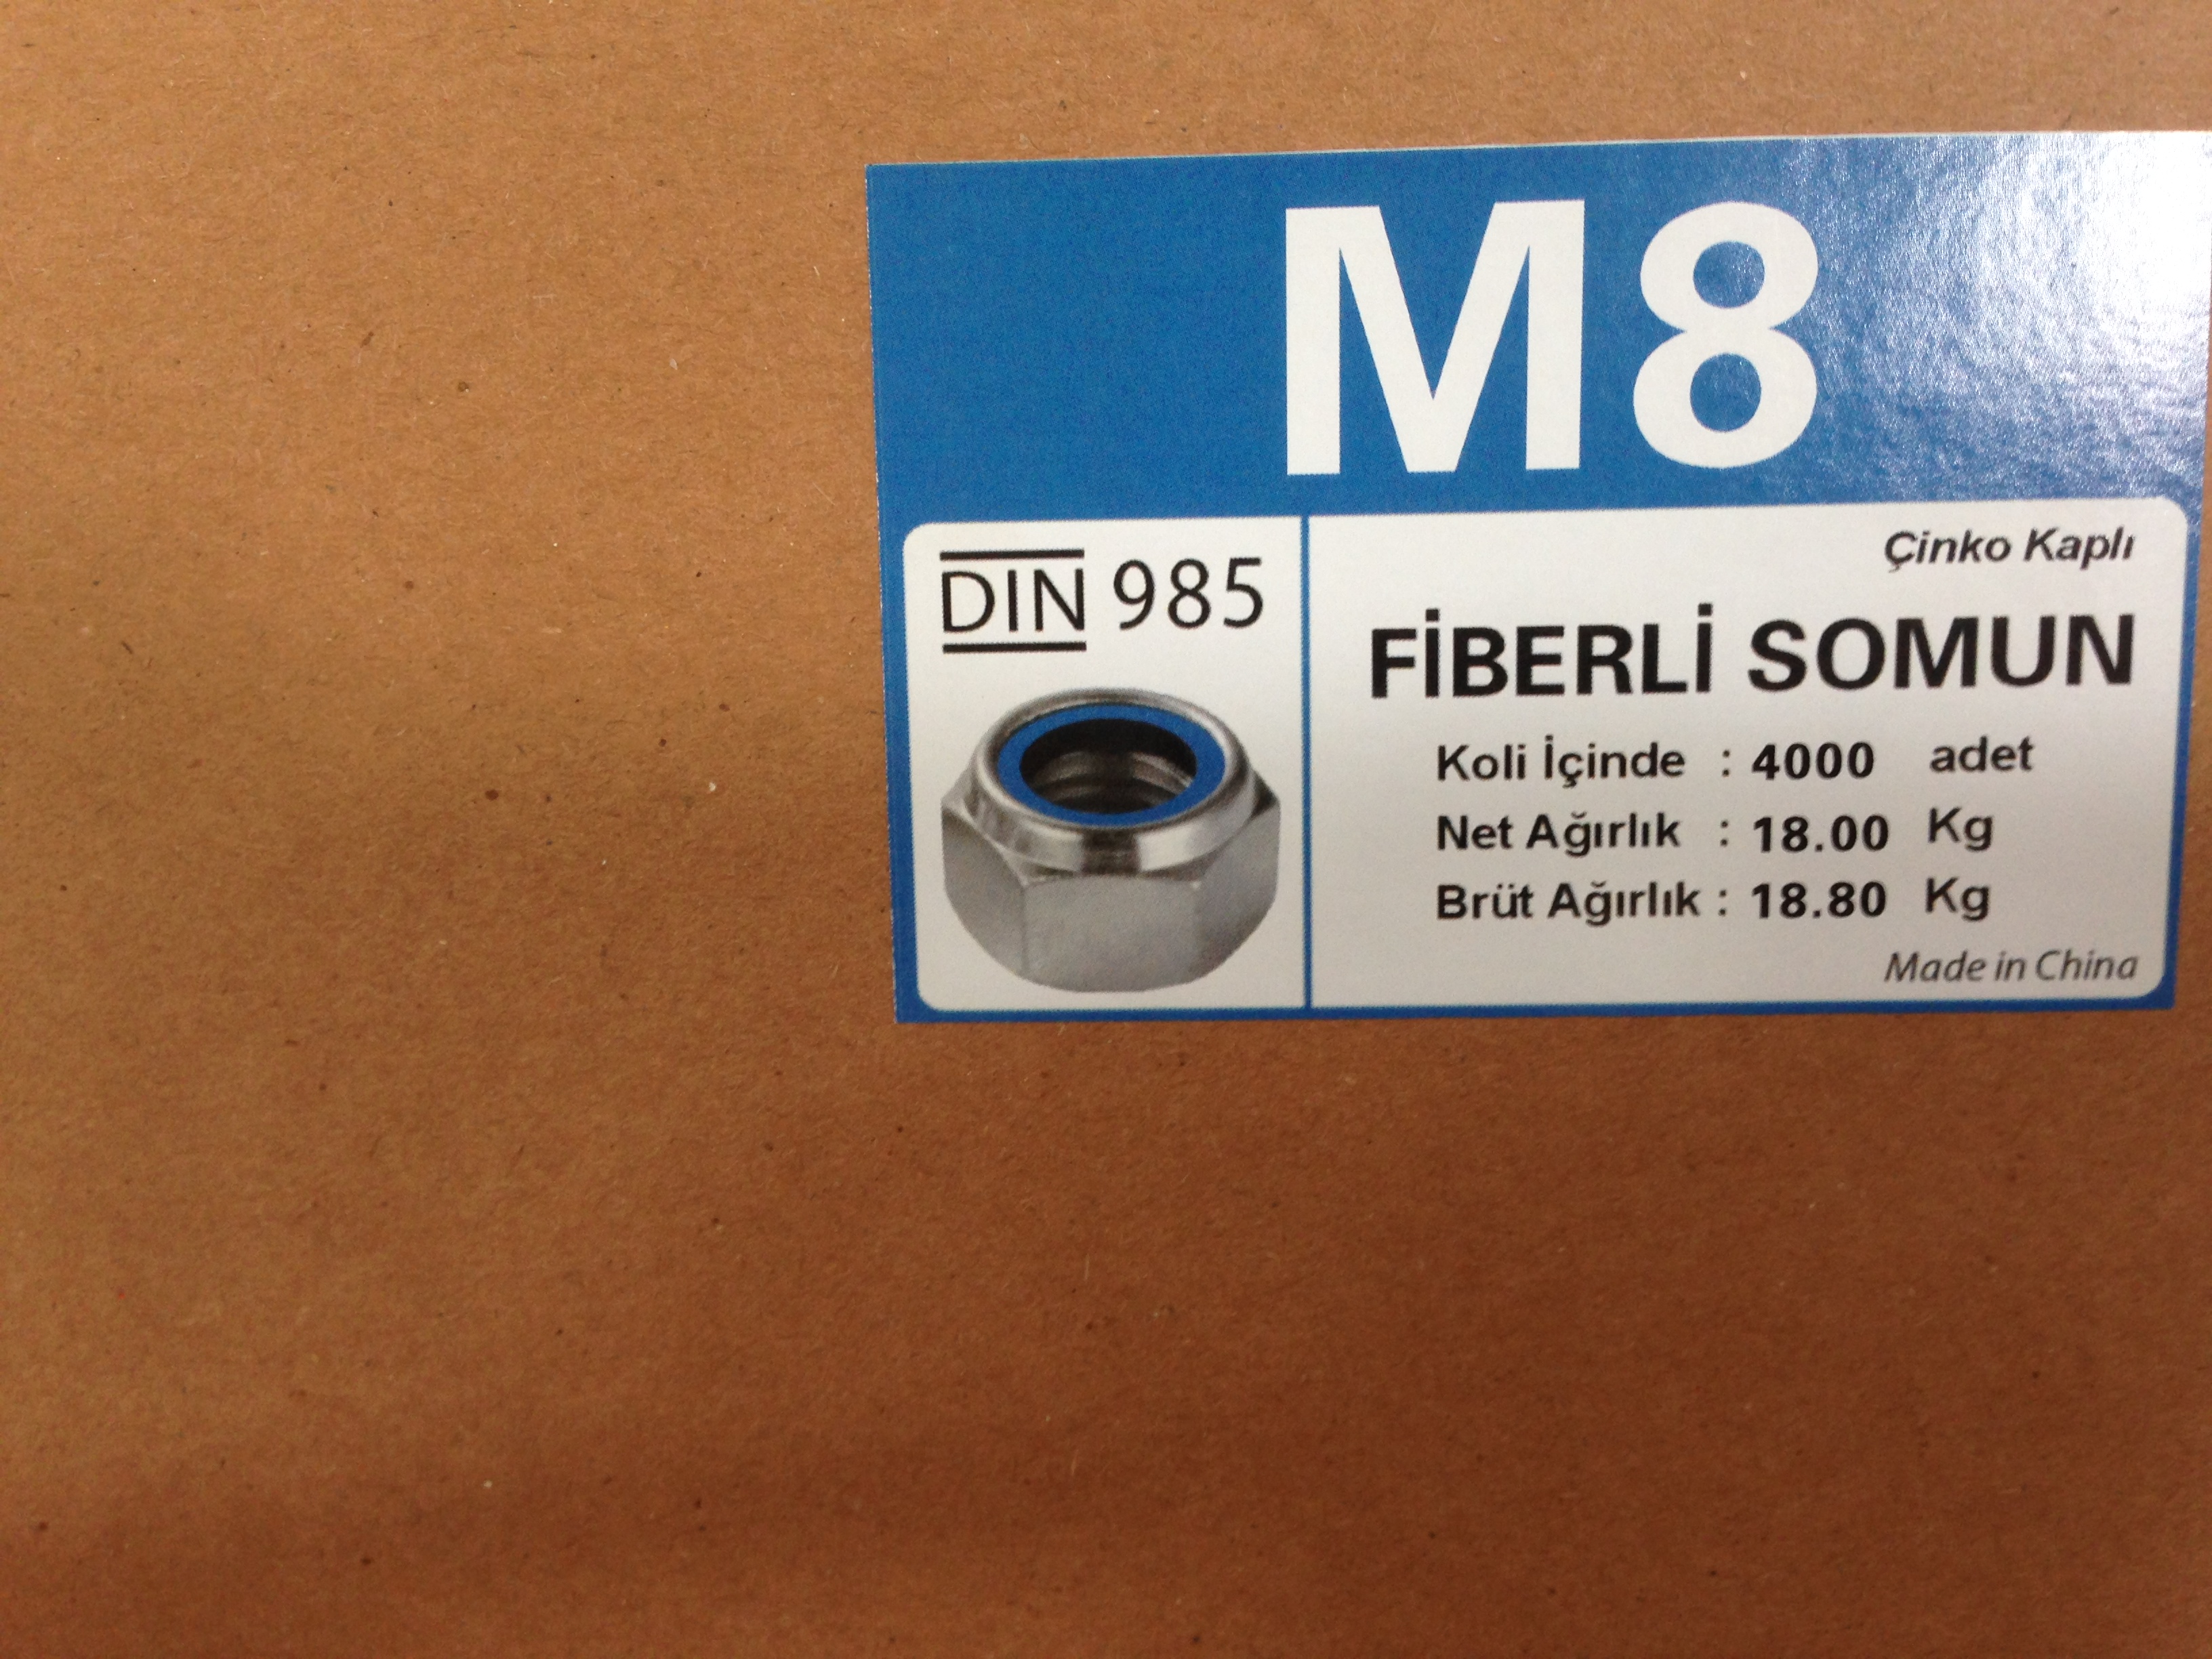 M8
DIN 985
Çinko Kaplı
FİBERLİ SOMUN
Koli İçinde : 4000 adet
Net Ağırlık : 18.00 Kg
Brüt Ağırlık : 18.80 Kg
Made in China